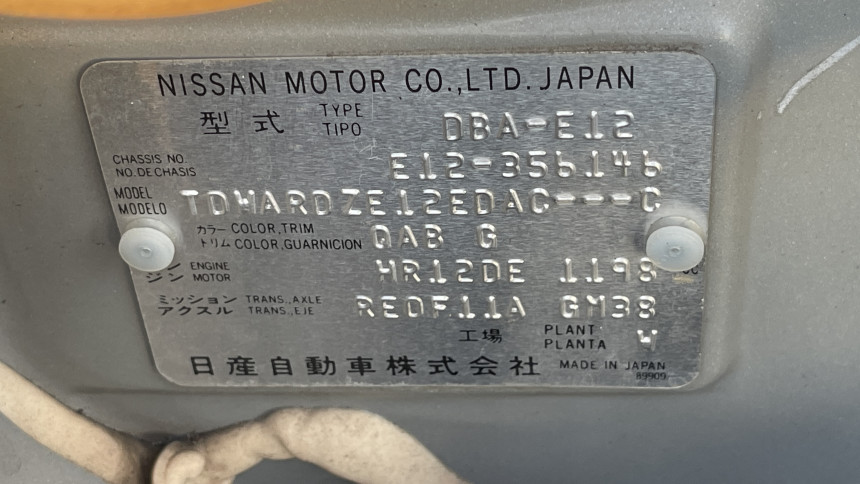 NISSAN MOTOR CO.,LTD. JAPAN
型式 TYPE TIPO DBA-E12
CHASSIS NO. NO. DE CHASIS E12-356146
MODEL MODELO TDWARDZE12EDAC---C
カラー トリム COLOR,TRIM COLOR,GUARNICION QAB G
ジン ENGINE MOTOR HR12DE 1198
ミッション アクスル TRANS.,AXLE TRANS.,EJE RE0F11A GM38
工場 PLANT PLANTA W
日産自動車株式会社 MADE IN JAPAN
89909